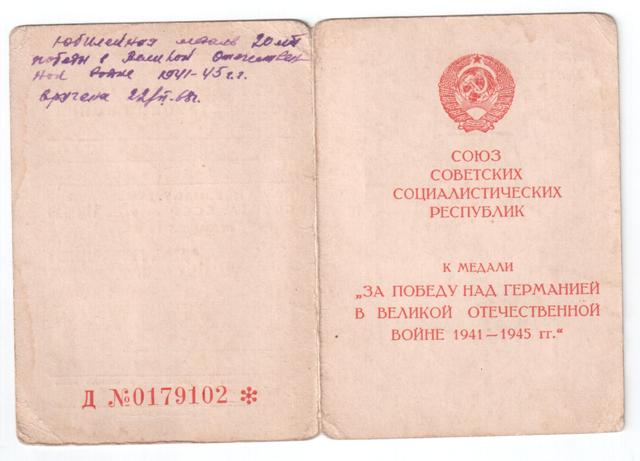 Юбилейная медаль 20 лет
победы в Великой Отечествен
ной войне 1941-45 г.г.
Вручена 22/II.68г.
Д №0179102 *
СОЮЗ
СОВЕТСКИХ
СОЦИАЛИСТИЧЕСКИХ
РЕСПУБЛИК
К МЕДАЛИ
„ЗА ПОБЕДУ НАД ГЕРМАНИЕЙ
В ВЕЛИКОЙ ОТЕЧЕСТВЕННОЙ
ВОЙНЕ 1941—1945 гг.“